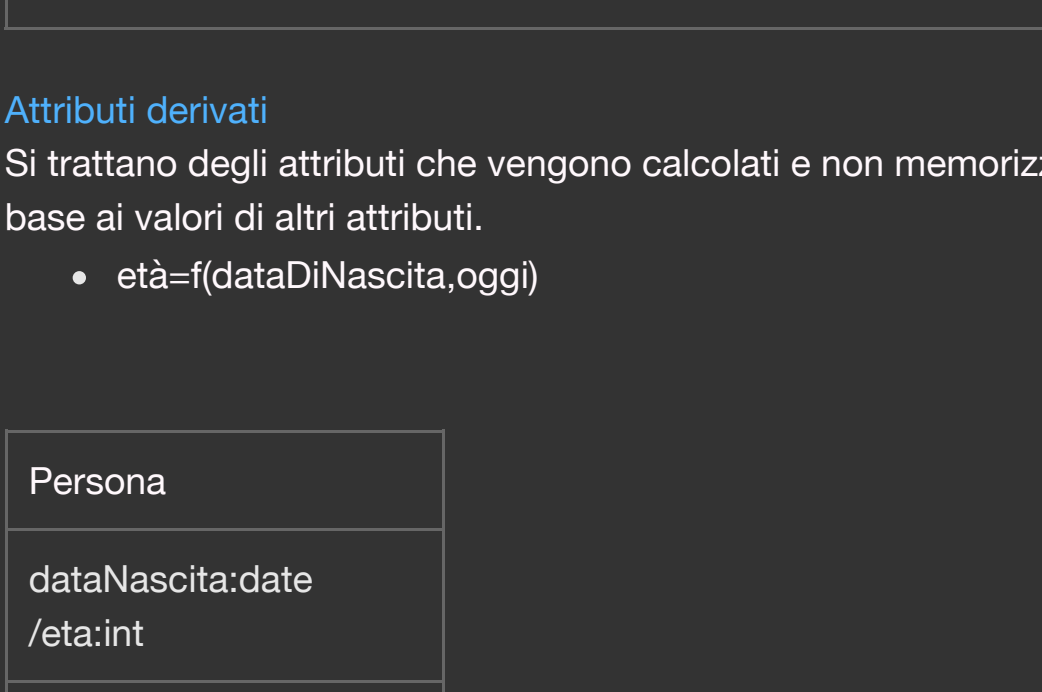 Attributi derivati
Si trattano degli attributi che vengono calcolati e non
base ai valori di altri attributi.
età=f(dataDiNascita,oggi)
Persona
dataNascita:date
/eta:int